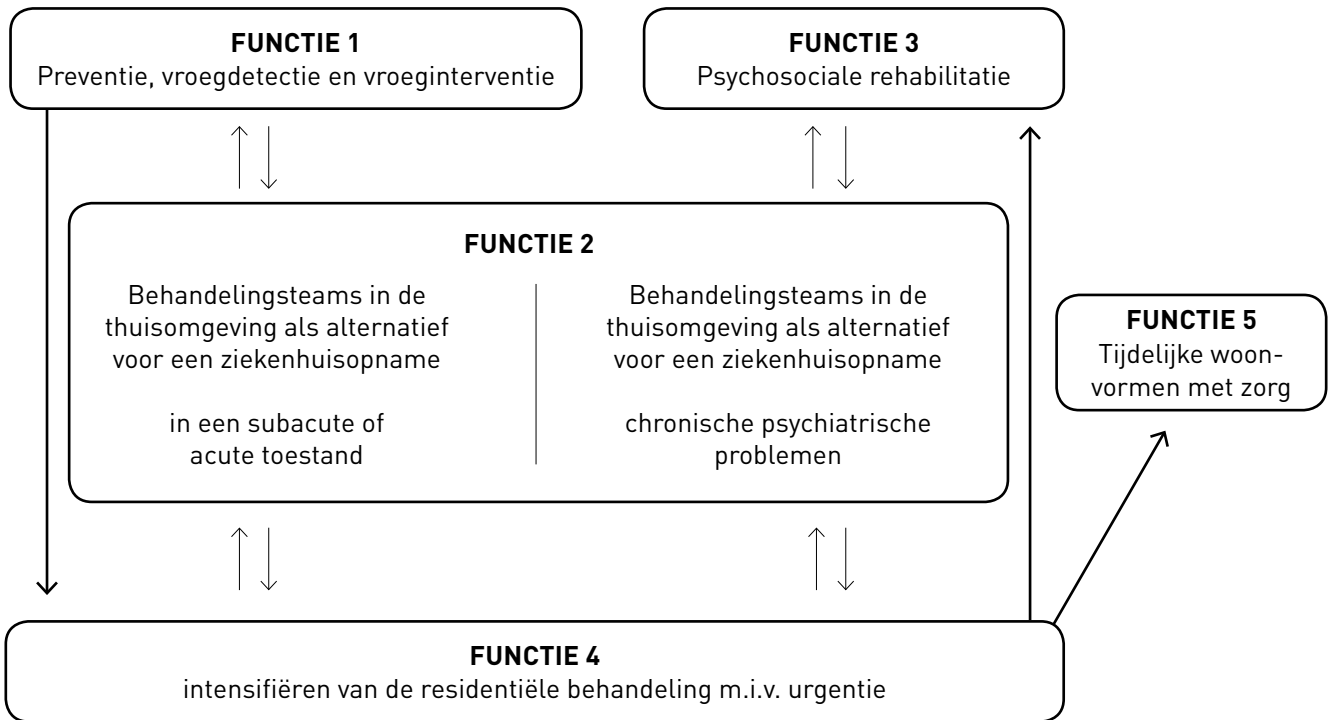 FUNCTIE 1
Preventie, vroegdetectie en vroeginterventie
FUNCTIE 3
Psychosociale rehabilitatie
FUNCTIE 2
Behandelingsteams in de
thuisomgeving als alternatief
voor een ziekenhuisopname
in een subacute of
acute toestand
Behandelingsteams in de
thuisomgeving als alternatief
voor een ziekenhuisopname
chronische psychiatrische
problemen
FUNCTIE 5
Tijdelijke woon-
vormen met zorg
FUNCTIE 4
intensifiëren van de residentiële behandeling m.i.v. urgentie